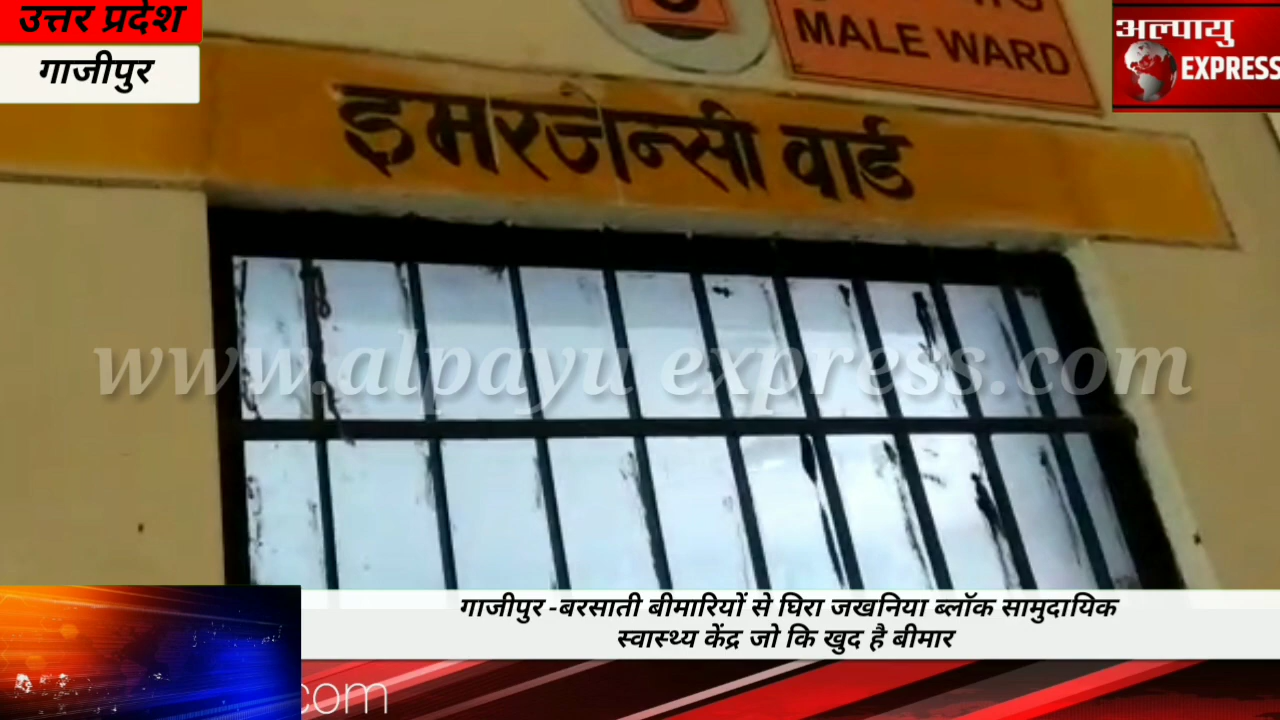 उत्तर प्रदेश
गाजीपुर
MALE WARD
अल्पायु
EXPRESS
इमरजेन्सी वार्ड
www.alpayu express.com
गाजीपुर -बरसाती बीमारियों से घिरा जखनिया ब्लॉक सामुदायिक
स्वास्थ्य केंद्र जो कि खुद है बीमार
.com